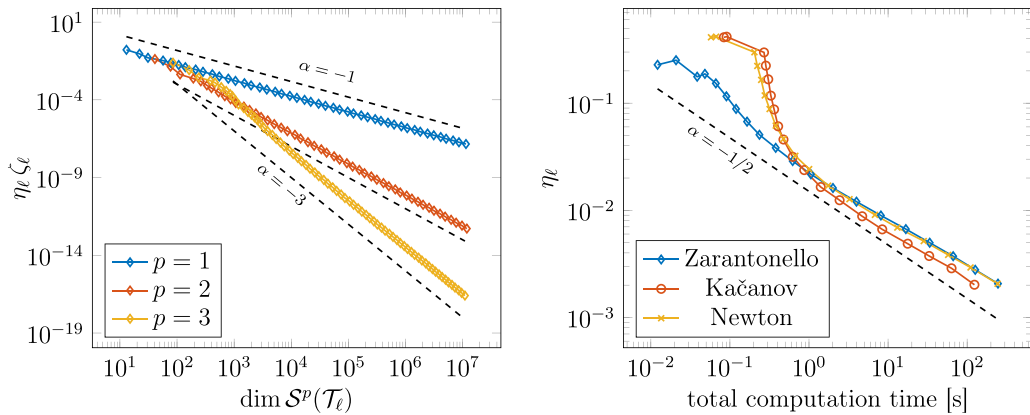 10^1
10^{-4}
10^{-9}
10^{-14}
10^{-19}
η_ℓ ζ_ℓ
α = −1
α = −3
p = 1
p = 2
p = 3
10^1 10^2 10^3 10^4 10^5 10^6 10^7
dim S^p(T_ℓ)
10^{-1}
10^{-2}
10^{-3}
η_ℓ
α = −1/2
Zarantonello
Kačanov
Newton
10^{-2} 10^{-1} 10^0 10^1 10^2
total computation time [s]